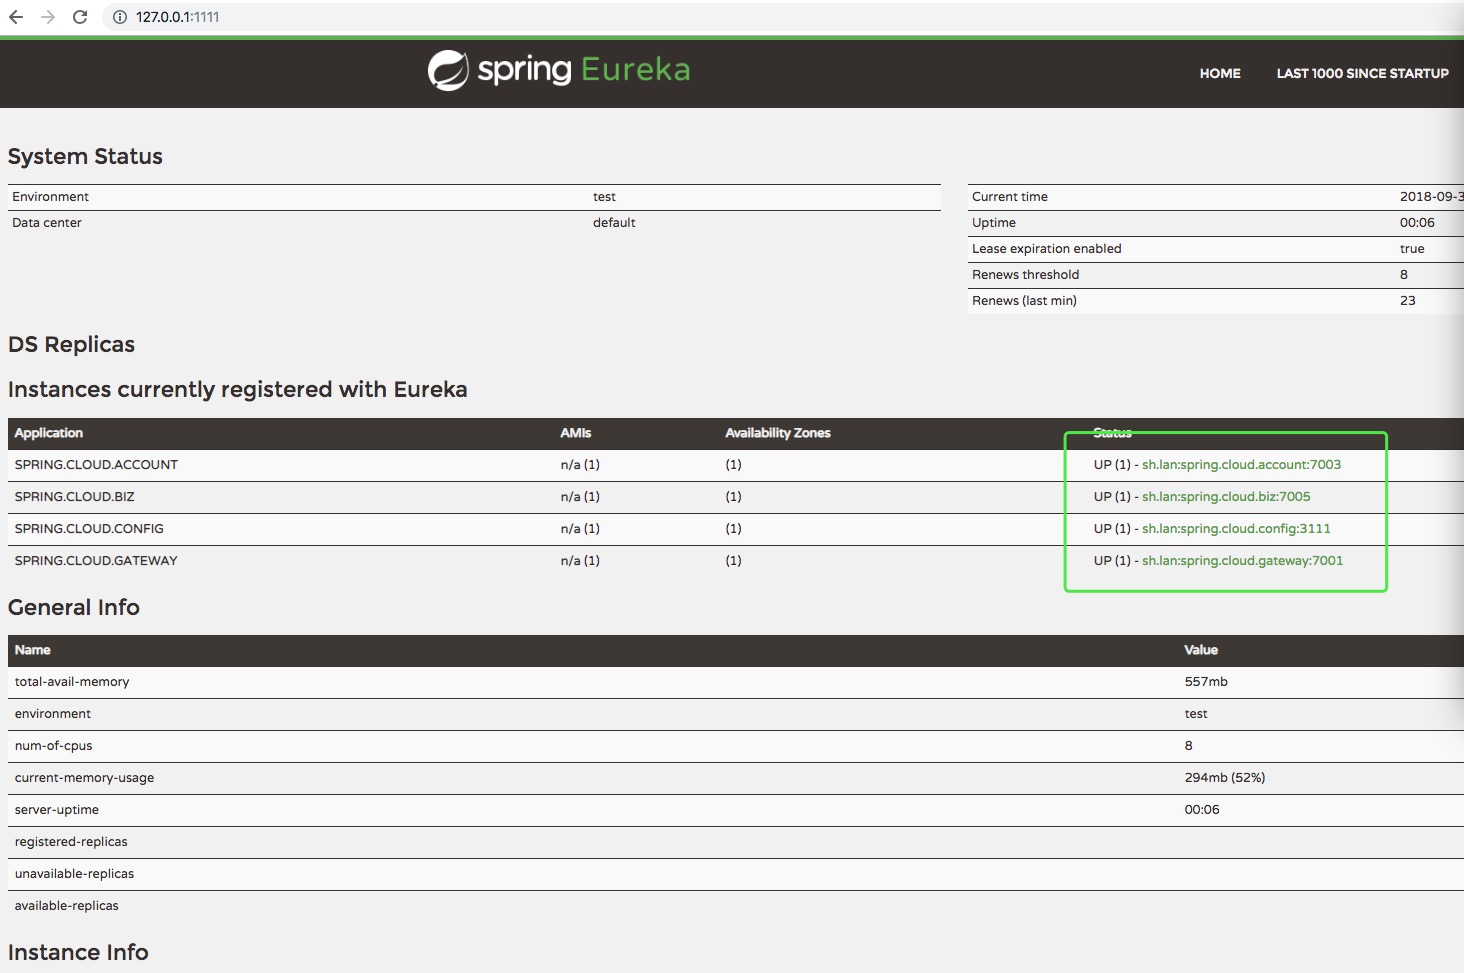 127.0.0.1:1111
spring Eureka
HOME LAST 1000 SINCE STARTUP
System Status
Environment test
Data center default
Current time 2018-09-3
Uptime 00:06
Lease expiration enabled true
Renews threshold 8
Renews (last min) 23
DS Replicas
Instances currently registered with Eureka
Application AMIs Availability Zones Status
SPRING.CLOUD.ACCOUNT n/a (1) (1) UP (1) - sh.lan:spring.cloud.account:7003
SPRING.CLOUD.BIZ n/a (1) (1) UP (1) - sh.lan:spring.cloud.biz:7005
SPRING.CLOUD.CONFIG n/a (1) (1) UP (1) - sh.lan:spring.cloud.config:3111
SPRING.CLOUD.GATEWAY n/a (1) (1) UP (1) - sh.lan:spring.cloud.gateway:7001
General Info
Name Value
total-avail-memory 557mb
environment test
num-of-cpus 8
current-memory-usage 294mb (52%)
server-uptime 00:06
registered-replicas
unavailable-replicas
available-replicas
Instance Info